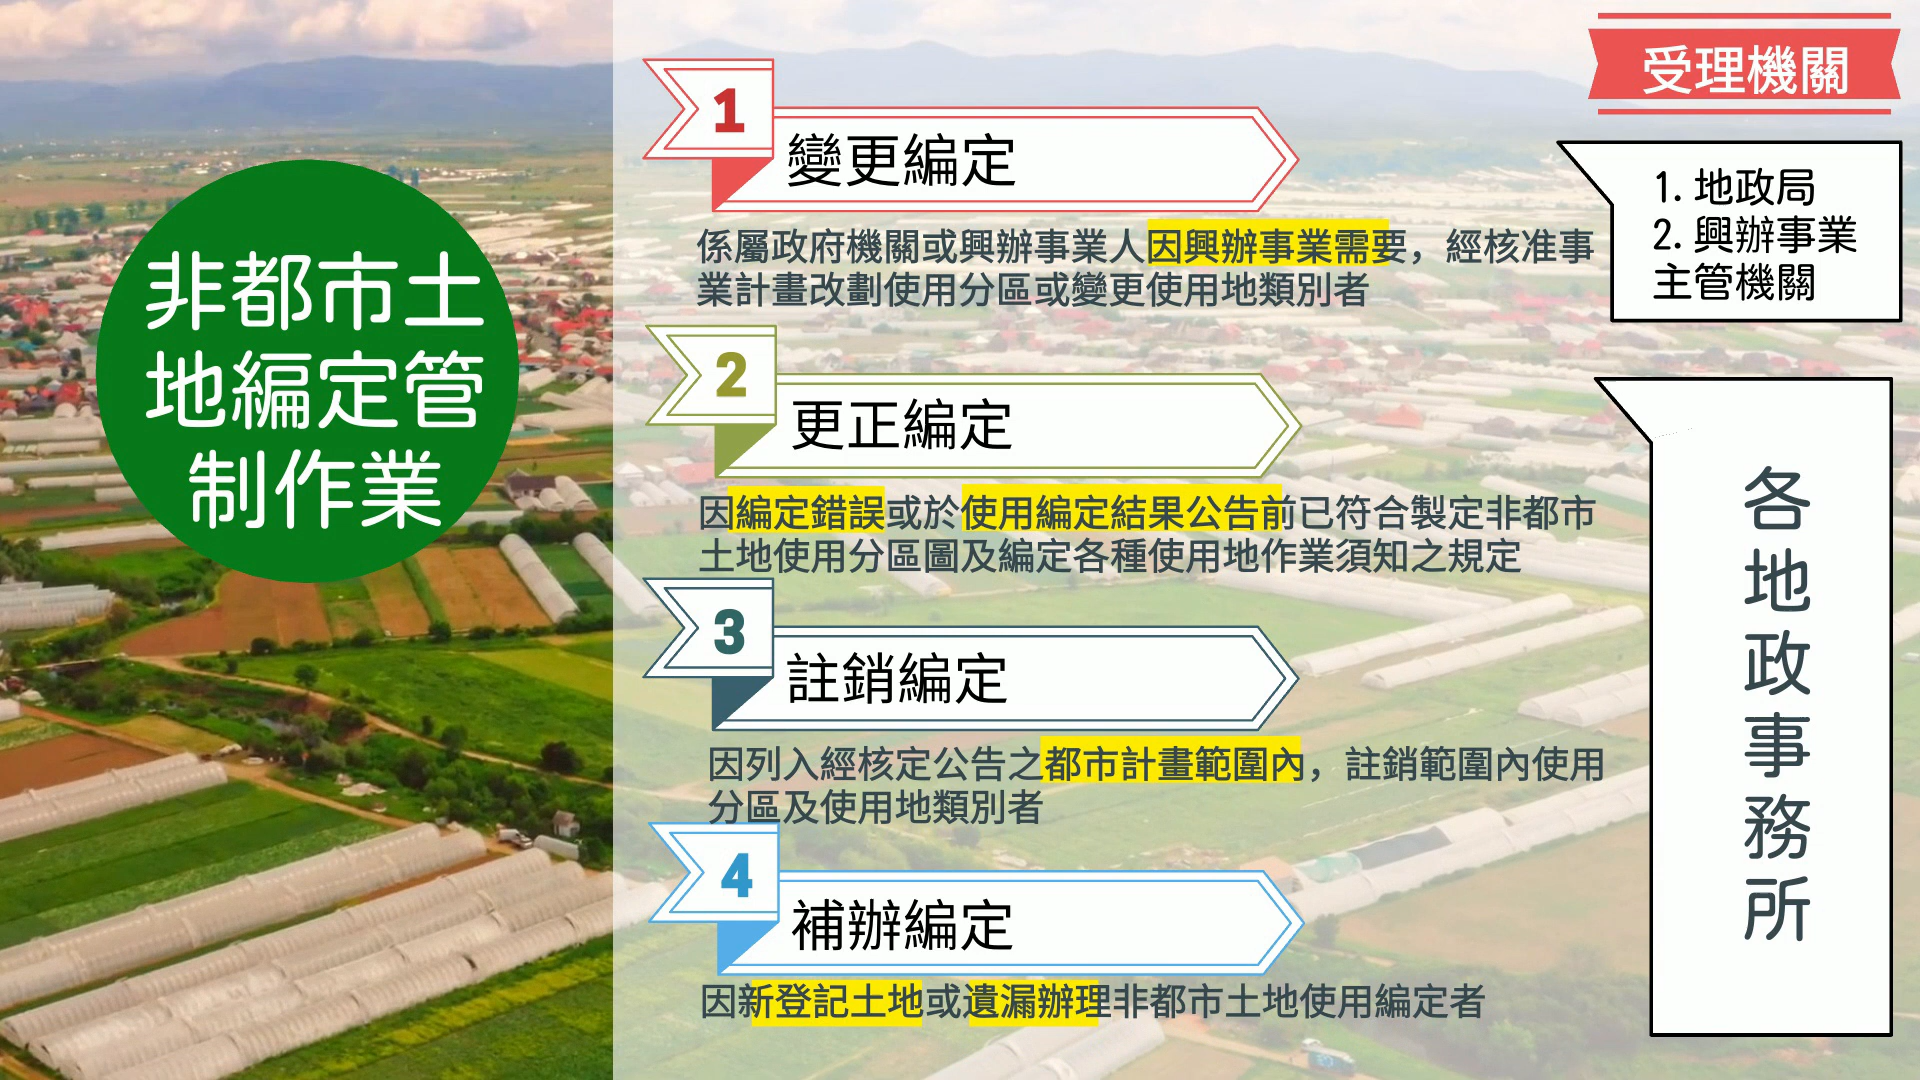 非都市土
地編定管
制作業
受理機關
1
變更編定
係屬政府機關或興辦事業人因興辦事業需要，經核准事
業計畫改劃使用分區或變更使用地類別者
1. 地政局
2. 興辦事業
主管機關
2
更正編定
因編定錯誤或於使用編定結果公告前已符合製定非都市
土地使用分區圖及編定各種使用地作業須知之規定
3
註銷編定
因列入經核定公告之都市計畫範圍內，註銷範圍內使用
分區及使用地類別者
4
補辦編定
因新登記土地或遺漏辦理非都市土地使用編定者
各地政事務所